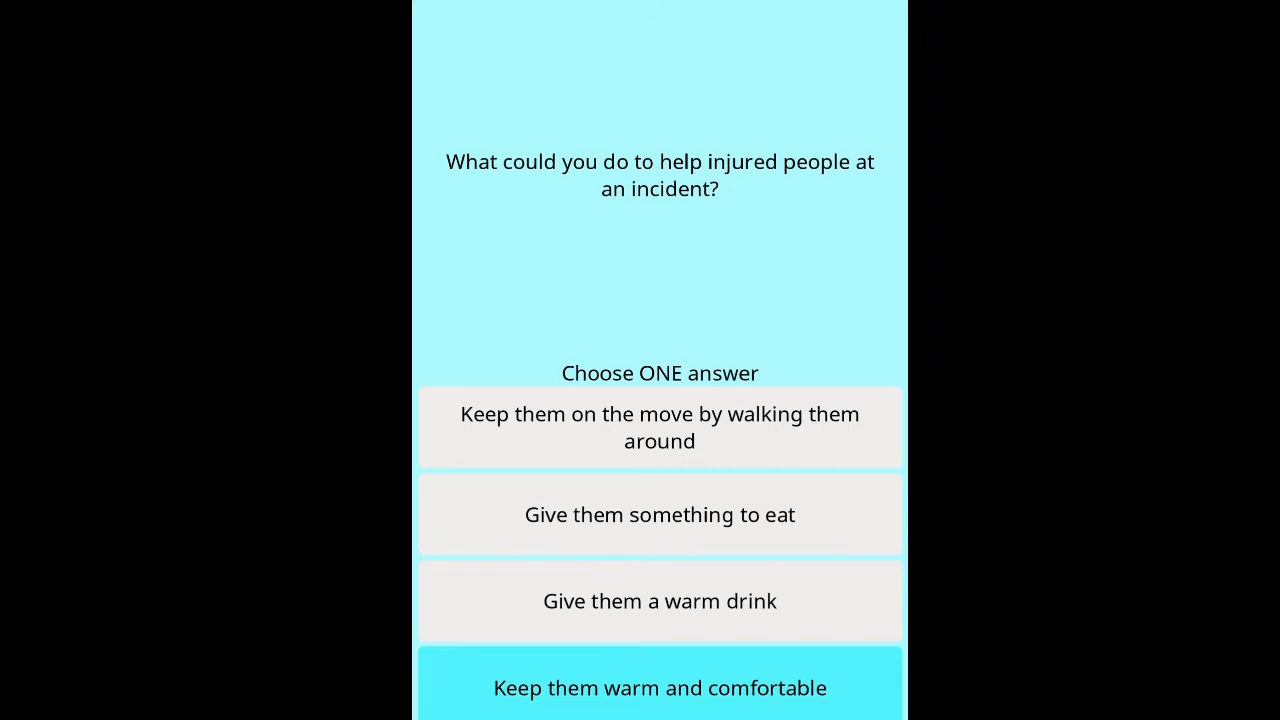 What could you do to help injured people at
an incident?
Choose ONE answer
Keep them on the move by walking them
around
Give them something to eat
Give them a warm drink
Keep them warm and comfortable